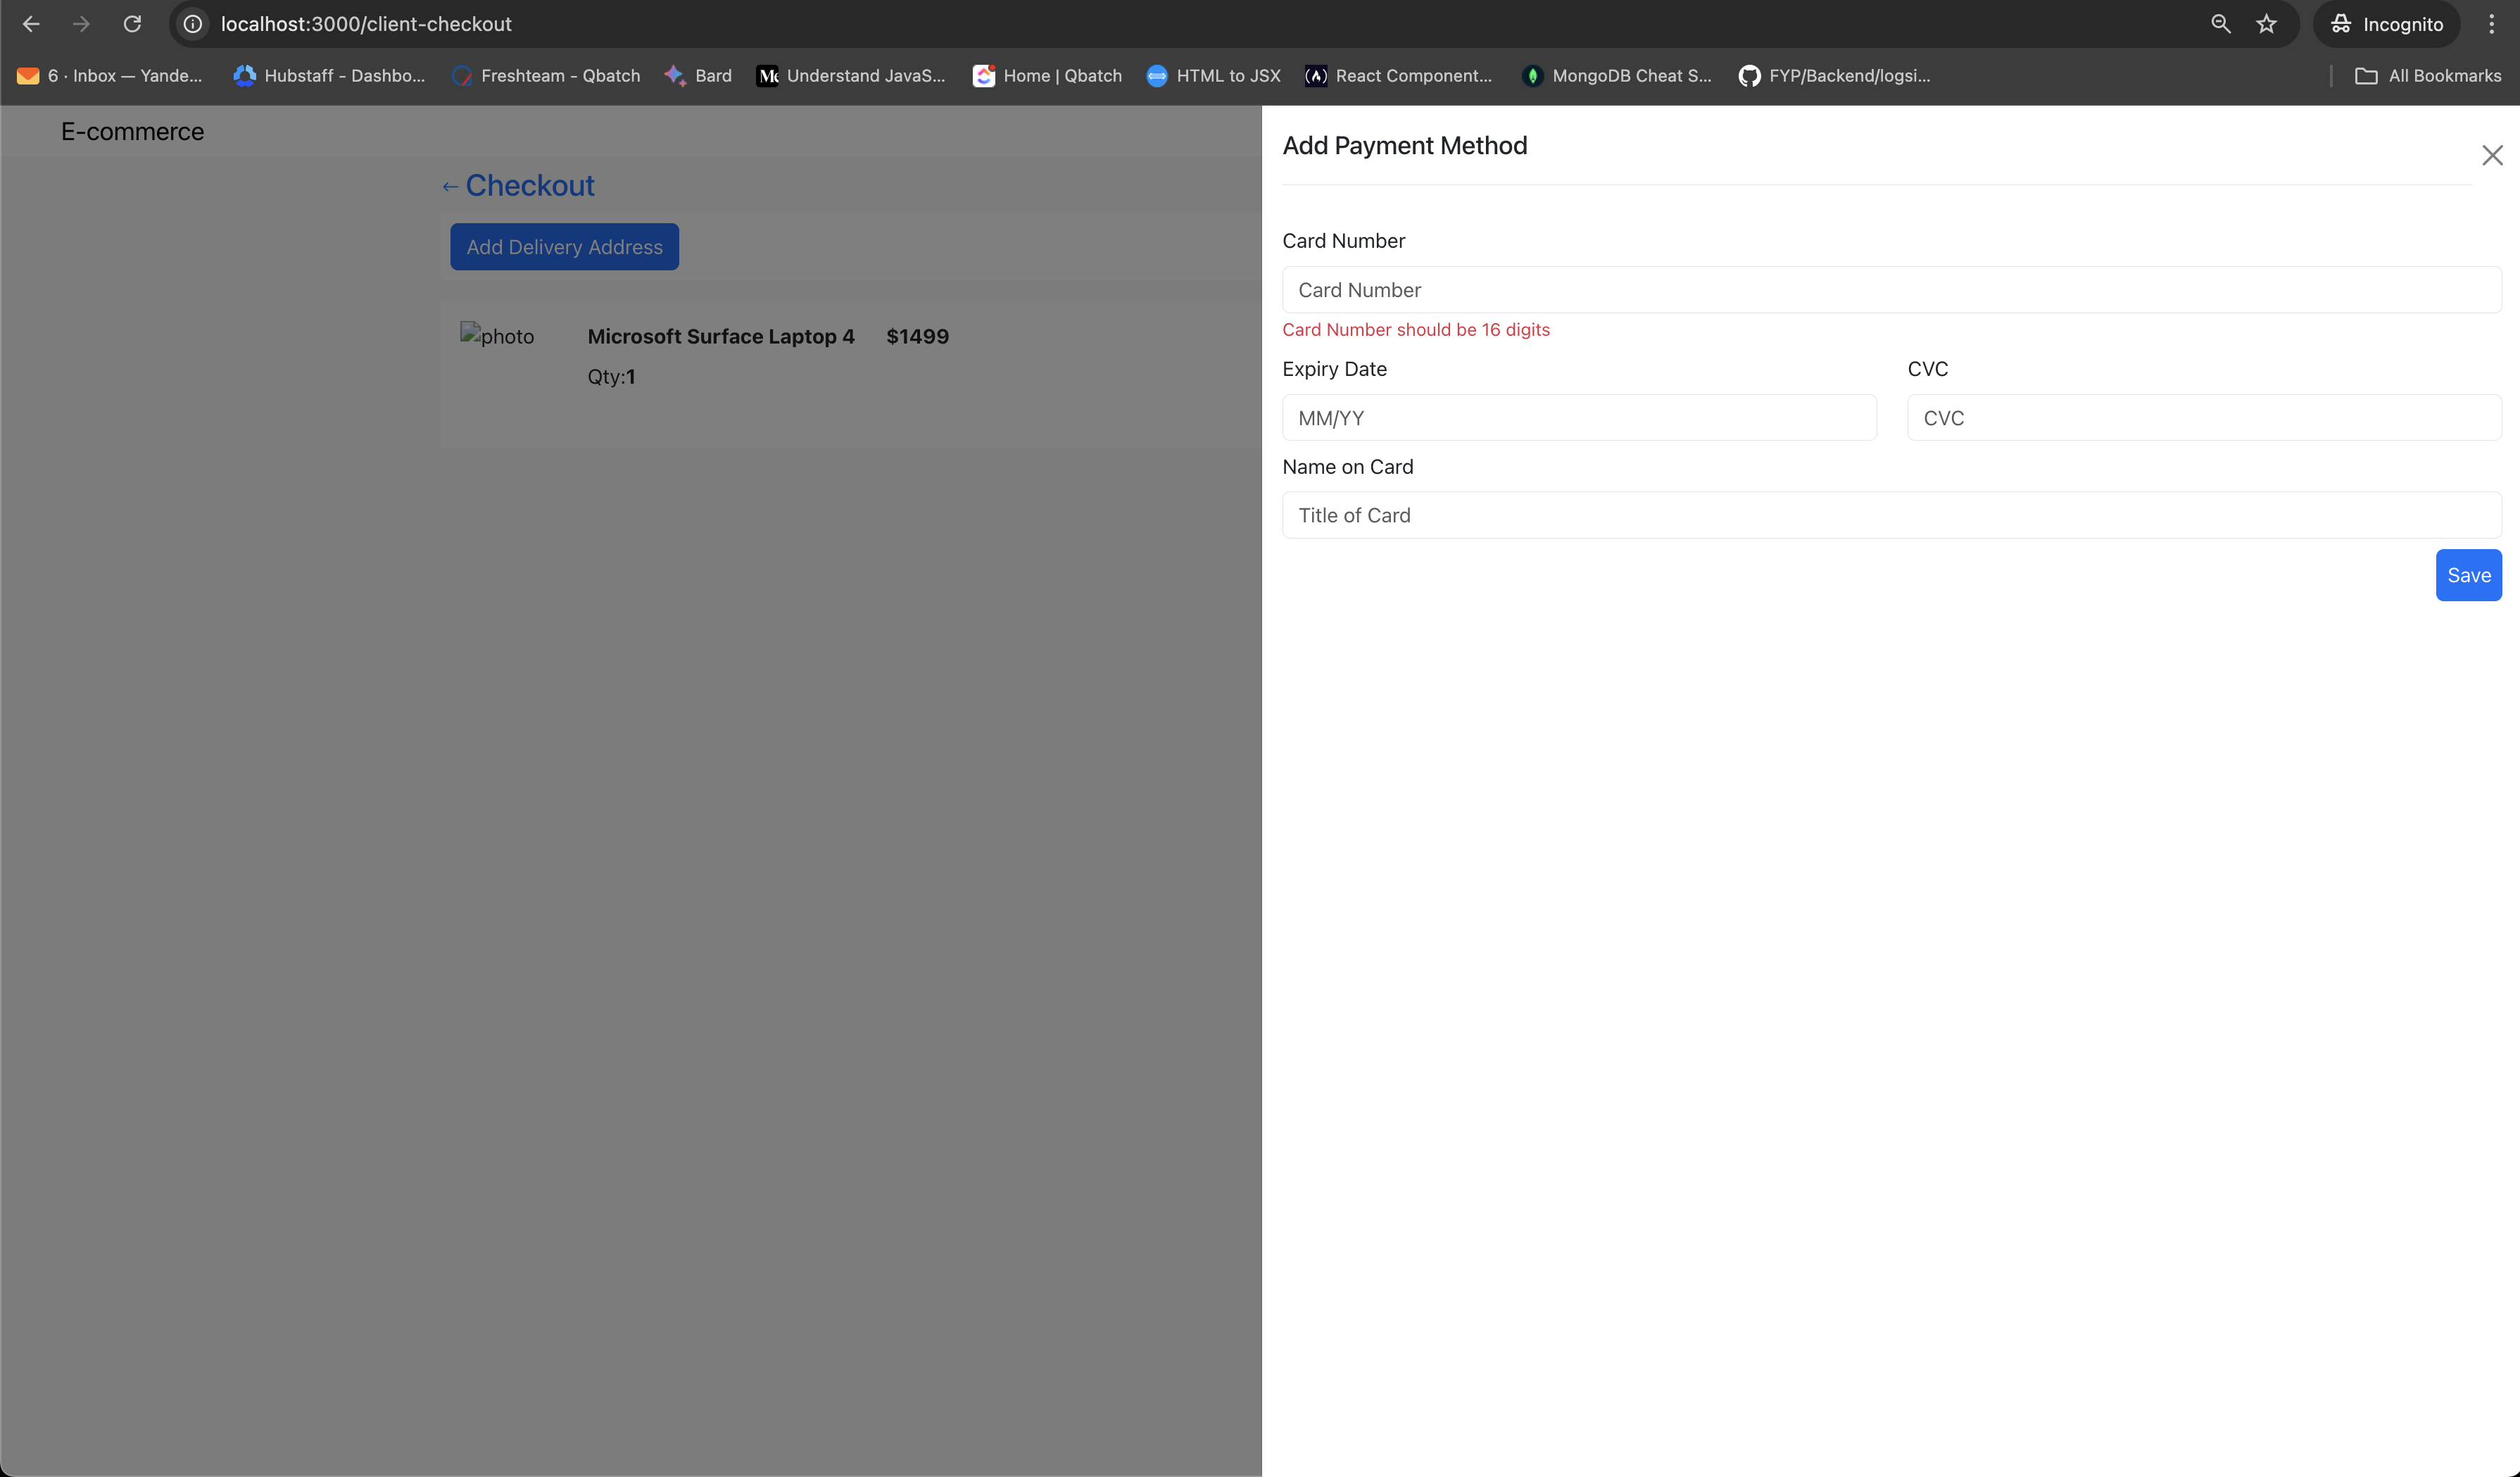 localhost:3000/client-checkout
Incognito
6 · Inbox — Yande...
Hubstaff - Dashbo...
Freshteam - Qbatch
Bard
Understand JavaS...
Home | Qbatch
HTML to JSX
React Component...
MongoDB Cheat S...
FYP/Backend/logsi...
All Bookmarks
E-commerce
← Checkout
Add Delivery Address
photo
Microsoft Surface Laptop 4 $1499
Qty:1
Add Payment Method
Card Number
Card Number
Card Number should be 16 digits
Expiry Date
CVC
MM/YY
CVC
Name on Card
Title of Card
Save